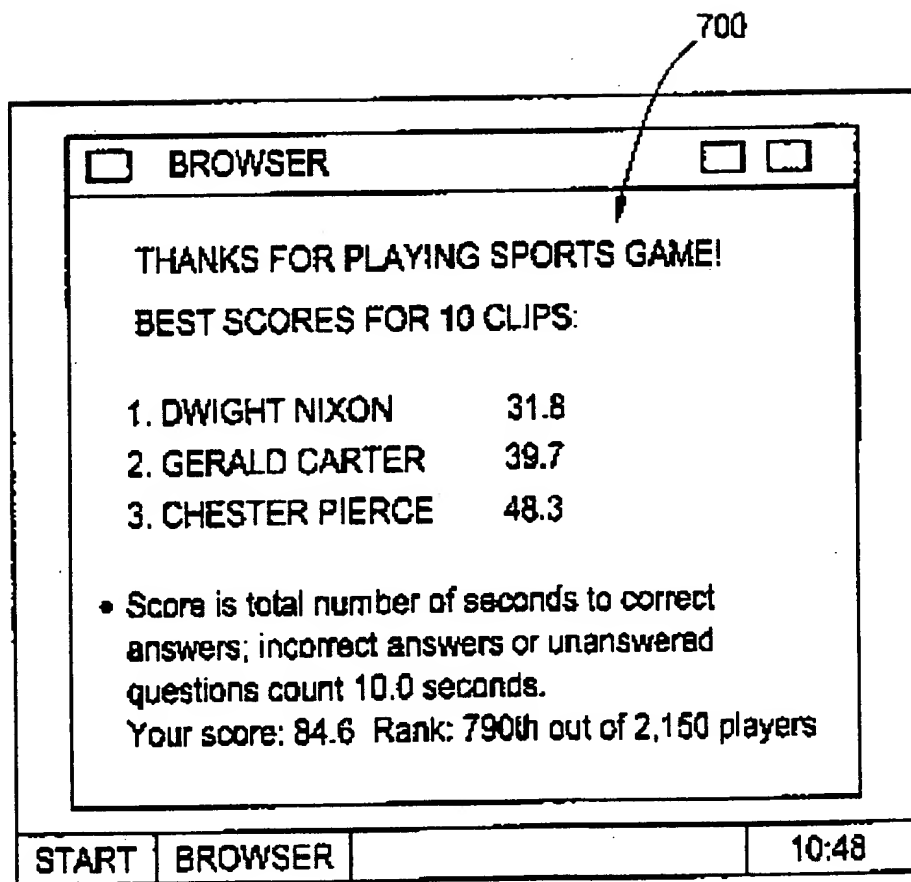 700
BROWSER
THANKS FOR PLAYING SPORTS GAME!
BEST SCORES FOR 10 CLIPS:
1. DWIGHT NIXON 31.8
2. GERALD CARTER 39.7
3. CHESTER PIERCE 48.3
• Score is total number of seconds to correct
answers; incorrect answers or unanswered
questions count 10.0 seconds.
Your score: 84.6 Rank: 790th out of 2,150 players
START BROWSER 10:48